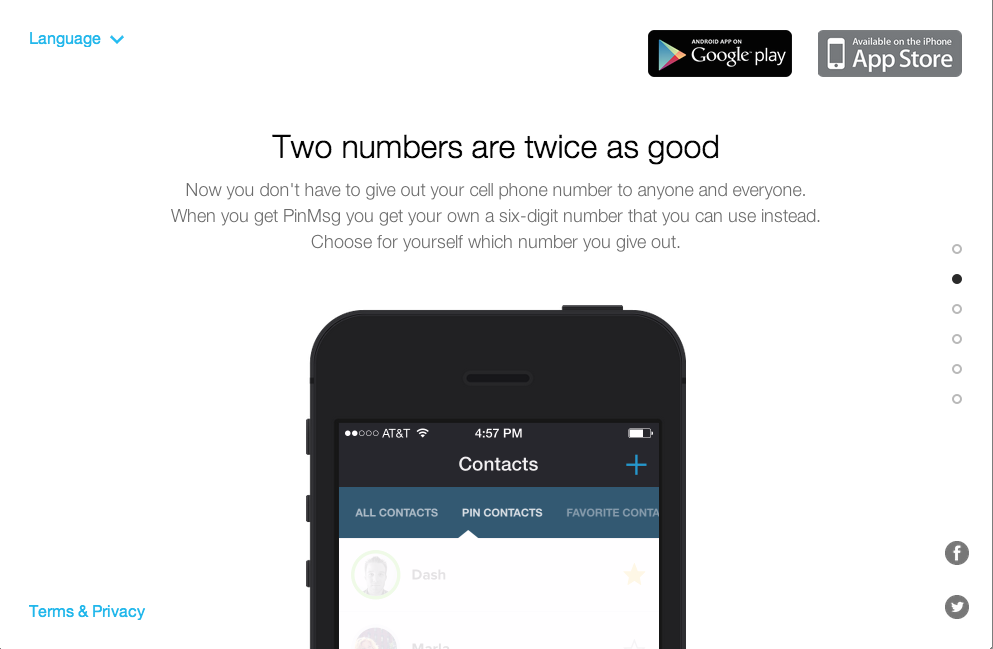 Language
ANDROID APP ON
Google play
Available on the iPhone
App Store
Two numbers are twice as good
Now you don't have to give out your cell phone number to anyone and everyone.
When you get PinMsg you get your own a six-digit number that you can use instead.
Choose for yourself which number you give out.
AT&T 4:57 PM
Contacts
ALL CONTACTS PIN CONTACTS FAVORITE CONTA
Dash
Marla
Terms & Privacy